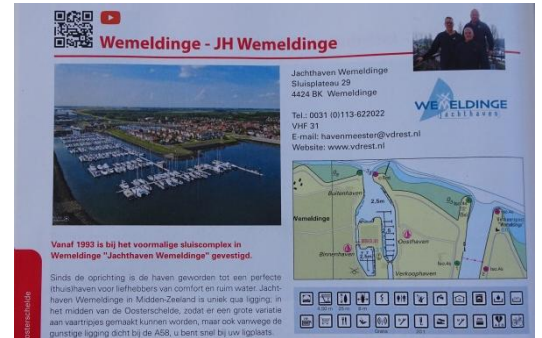 Wemeldinge - JH Wemeldinge
Jachthaven Wemeldinge
Sluisplateau 29
4424 BK Wemeldinge
Tel.: 0031 (0)113-622022
VHF 31
E-mail: havenmeester@vdrest.nl
Website: www.vdrest.nl
WEMELDINGE
Jachthaven
Buitenhaven
2,5m
Wemeldinge
Binnenhaven
Overhaven
Verkoophaven
Vanaf 1993 is bij het voormalige sluiscomplex in
Wemeldinge "Jachthaven Wemeldinge" gevestigd.
Sinds de oprichting is de haven geworden tot een perfecte
(thuis)haven voor liefhebbers van comfort en ruim water. Jacht-
haven Wemeldinge in Midden-Zeeland is uniek qua ligging; in
het midden van de Oosterschelde, zodat er een grote variatie
aan vaartripjes gemaakt kunnen worden, maar ook vanwege de
gunstige ligging dicht bij de A58, u bent snel bij uw ligplaats.
osterschelde